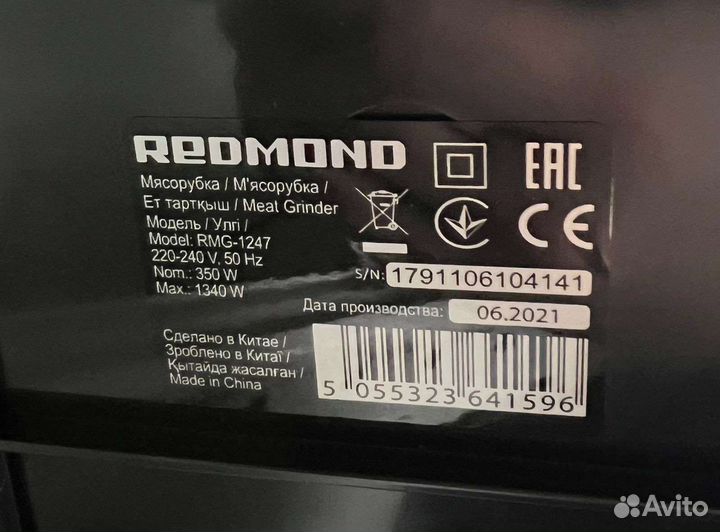 REDMOND
Мясорубка / М'ясорубка /
Ет тартқыш / Meat Grinder
Модель / Улгі /
Model: RMG-1247
220-240 V, 50 Hz
Nom.: 350 W
Max.: 1340 W
EAC
CE
S/N: 1791106104141
Дата производства: 06.2021
Сделано в Китае /
Зроблено в Китаї /
Қытайда жасалған /
Made in China
5 055323 641596
Avito